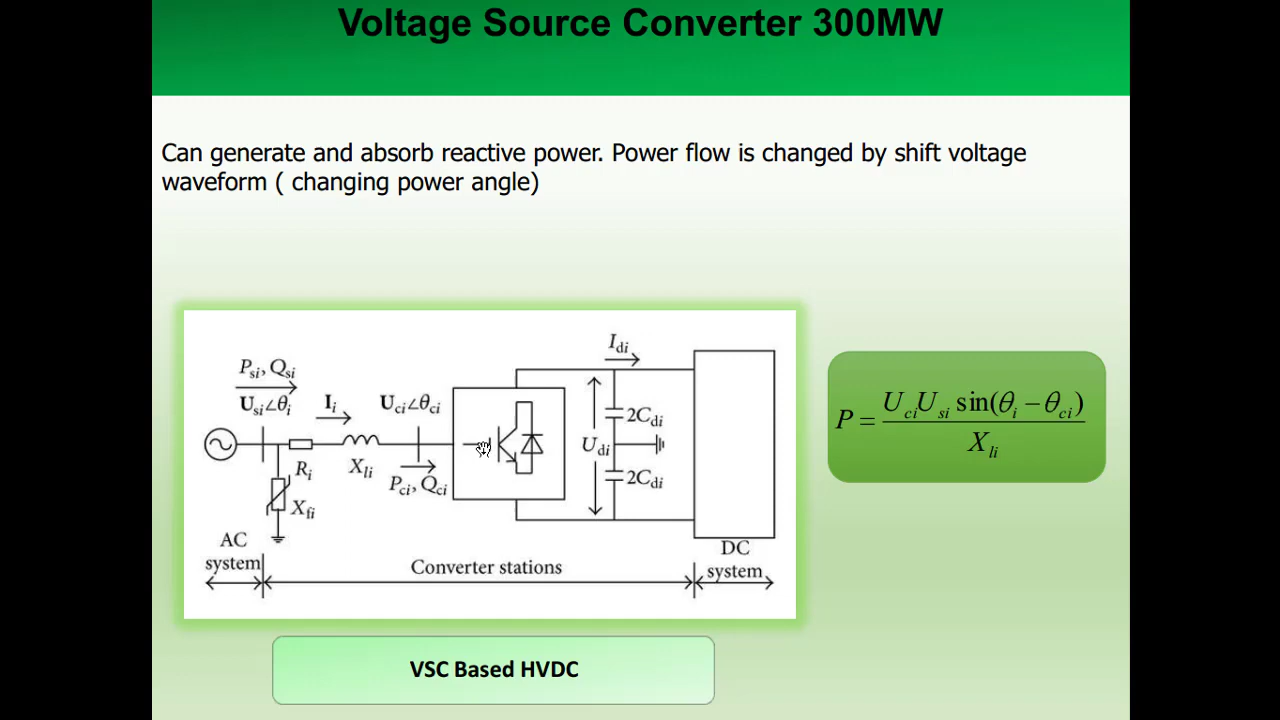 Voltage Source Converter 300MW
Can generate and absorb reactive power. Power flow is changed by shift voltage
waveform ( changing power angle)
P_si, Q_si
U_si∠θ_i
I_i
U_ci∠θ_ci
R_i
X_li
P_ci, Q_ci
X_fi
I_di
2C_di
U_di
2C_di
AC
system
Converter stations
DC
system
P = U_ci U_si sin(θ_i − θ_ci) / X_li
VSC Based HVDC